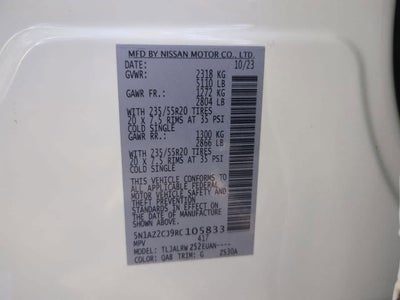 MFD BY NISSAN MOTOR CO., LTD.
DATE: 10/23
GVWR: 2318 KG
5110 LB
GAWR FR.: 1272 KG
2804 LB
WITH 235/55R20 TIRES
20 x 7.5 RIMS AT 35 PSI
COLD SINGLE
GAWR RR.: 1300 KG
2866 LB
WITH 235/55R20 TIRES
20 x 7.5 RIMS AT 35 PSI
COLD SINGLE
THIS VEHICLE CONFORMS TO
ALL APPLICABLE FEDERAL
MOTOR VEHICLE SAFETY
STANDARDS IN EFFECT ON
THE DATE OF MANUFACTURE
SHOWN ABOVE.
5N1AZ2CJ9RC105833
MPV 417
MODEL: TLJALRW252EUAN----
COLOR: QAB TRIM: G 2530A